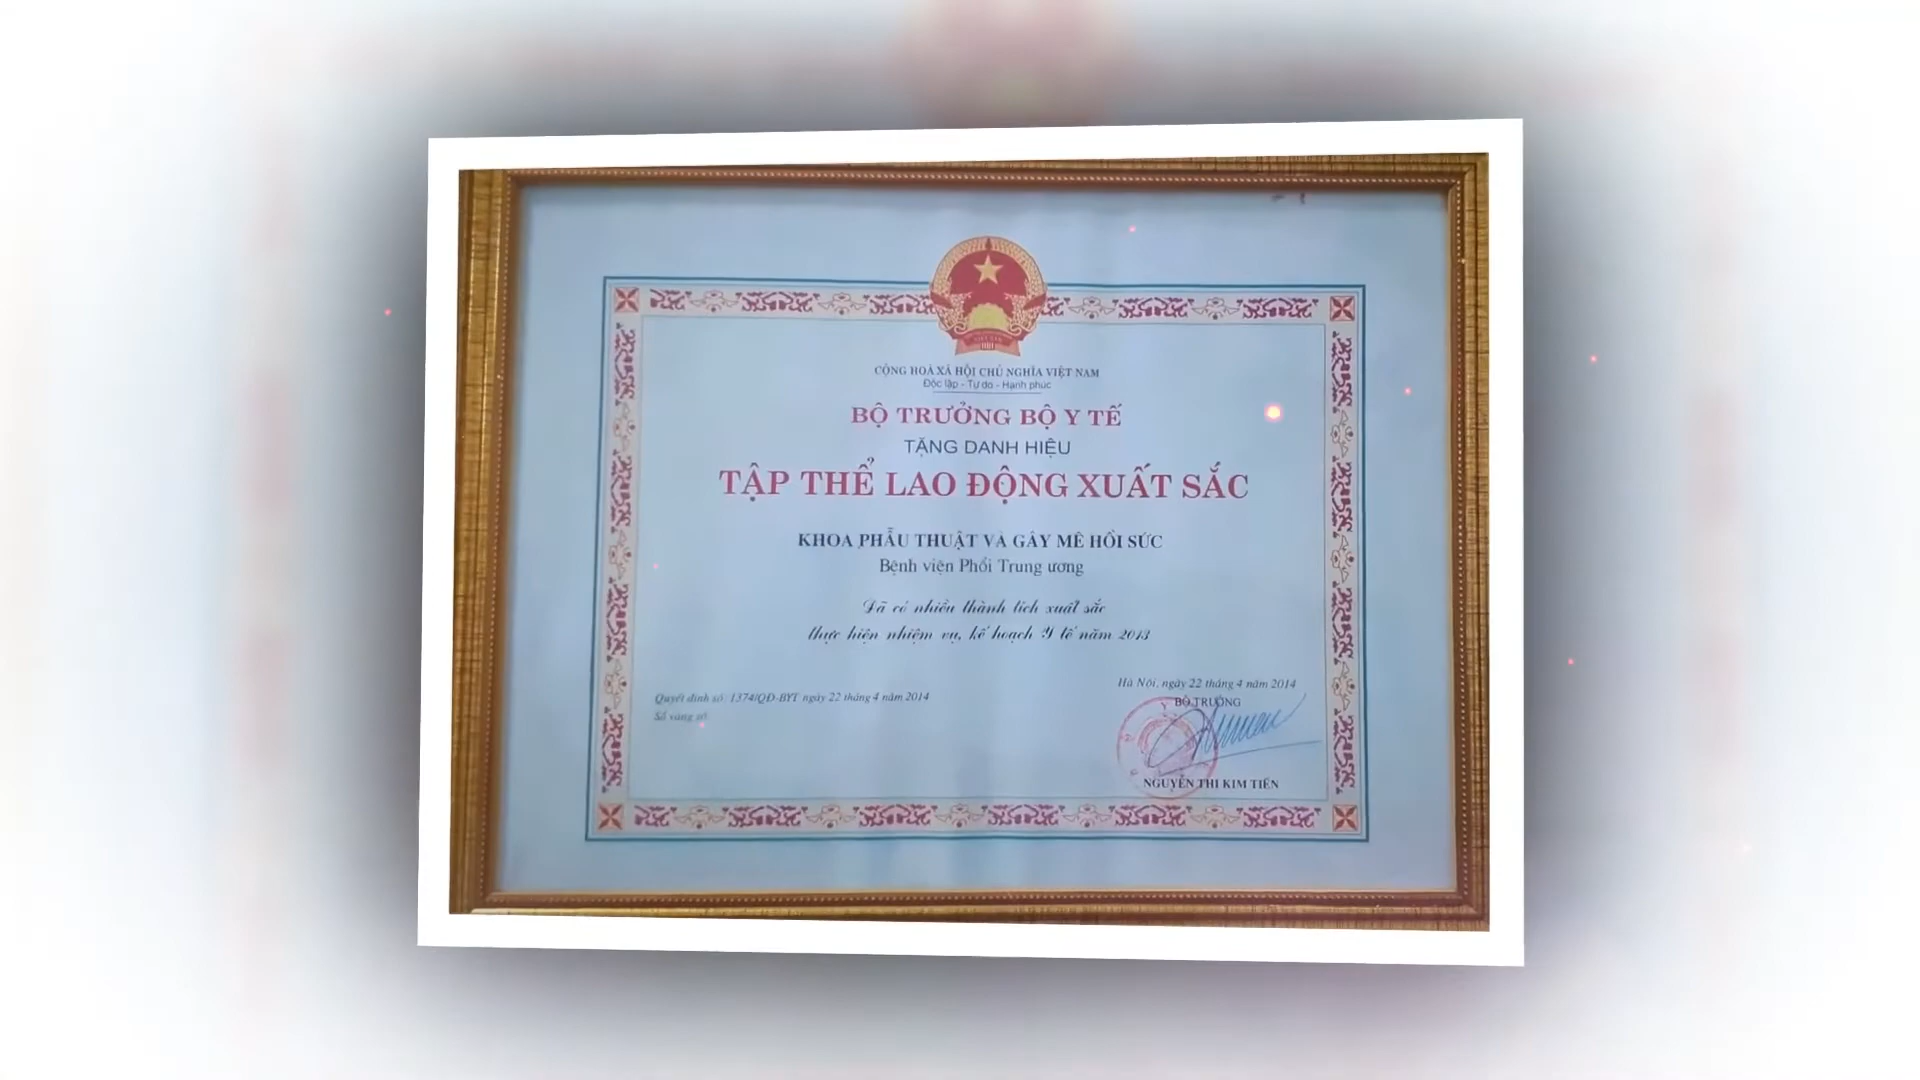 CỘNG HOÀ XÃ HỘI CHỦ NGHĨA VIỆT NAM
Độc lập - Tự do - Hạnh phúc
BỘ TRƯỞNG BỘ Y TẾ
TẶNG DANH HIỆU
TẬP THỂ LAO ĐỘNG XUẤT SẮC
KHOA PHẪU THUẬT VÀ GÂY MÊ HỒI SỨC
Bệnh viện Phổi Trung ương
Đã có nhiều thành tích xuất sắc
thực hiện nhiệm vụ, kế hoạch Y tế năm 2013
Quyết định số: 1374/QĐ-BYT ngày 22 tháng 4 năm 2014
Sổ vàng số:
Hà Nội, ngày 22 tháng 4 năm 2014
BỘ TRƯỞNG
NGUYỄN THỊ KIM TIẾN